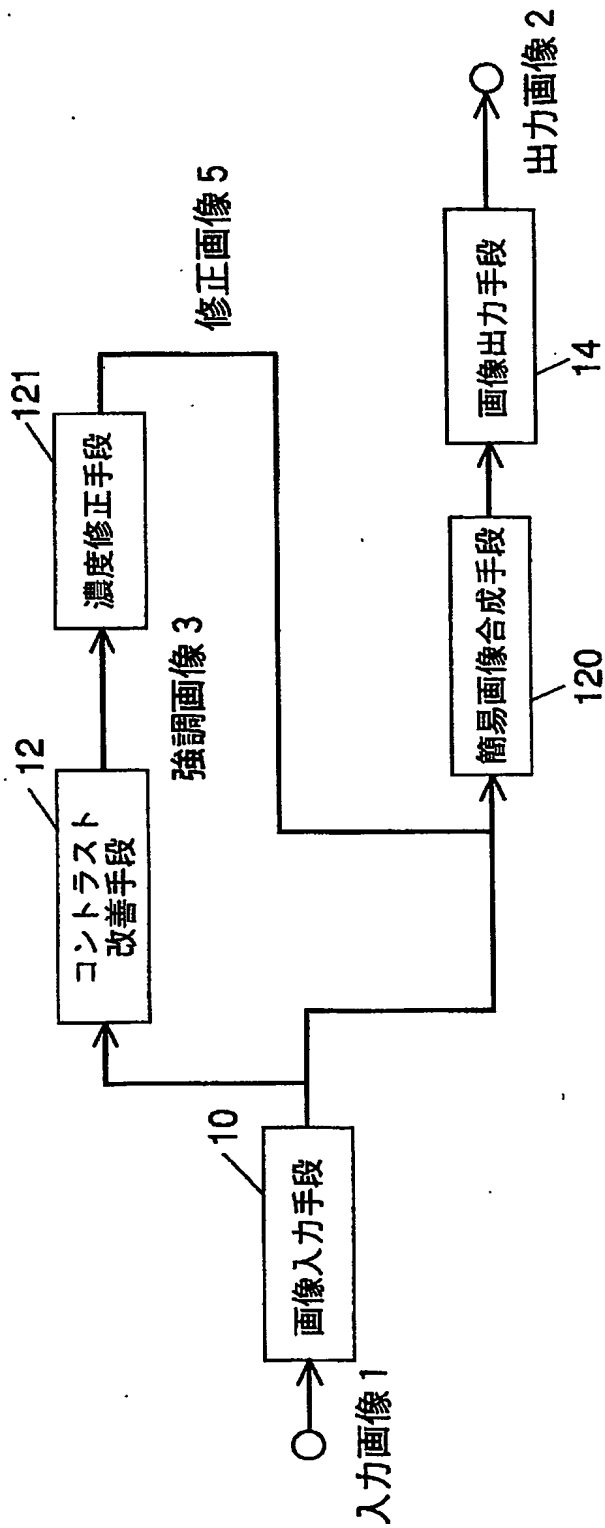 入力画像1
画像入力手段
10
コントラスト
改善手段
12
強調画像3
濃度修正手段
121
修正画像5
簡易画像合成手段
120
画像出力手段
14
出力画像2